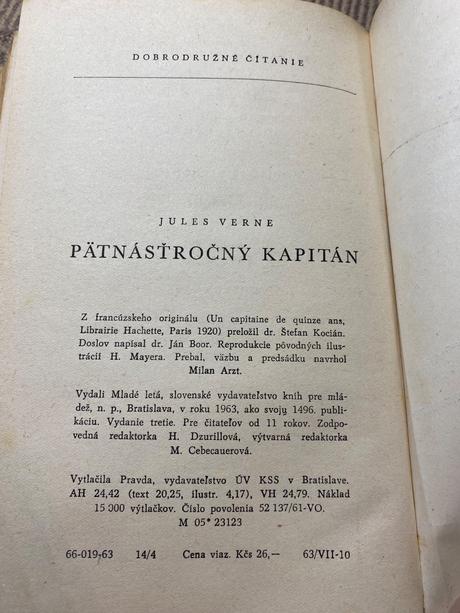 DOBRODRUŽNÉ ČÍTANIE
JULES VERNE
PÄTNÁSŤROČNÝ KAPITÁN
Z francúzskeho originálu (Un capitaine de quinze ans,
Librairie Hachette, Paris 1920) preložil dr. Štefan Kocián.
Doslov napísal dr. Ján Boor. Reprodukcie pôvodných ilus-
trácií H. Mayera. Prebal, väzbu a predsádku navrhol
Milan Arzt.
Vydali Mladé letá, slovenské vydavateľstvo kníh pre mlá-
dež, n. p., Bratislava, v roku 1963, ako svoju 1496. publi-
káciu. Vydanie tretie. Pre čitateľov od 11 rokov. Zodpo-
vedná redaktorka H. Dzurillová, výtvarná redaktorka
M. Cebecauerová.
Vytlačila Pravda, vydavateľstvo ÚV KSS v Bratislave.
AH 24,42 (text 20,25, ilustr. 4,17), VH 24,79. Náklad
15 000 výtlačkov. Číslo povolenia 52 137/61-VO.
M 05* 23123
66-019-63 14/4 Cena viaz. Kčs 26,— 63/VII-10